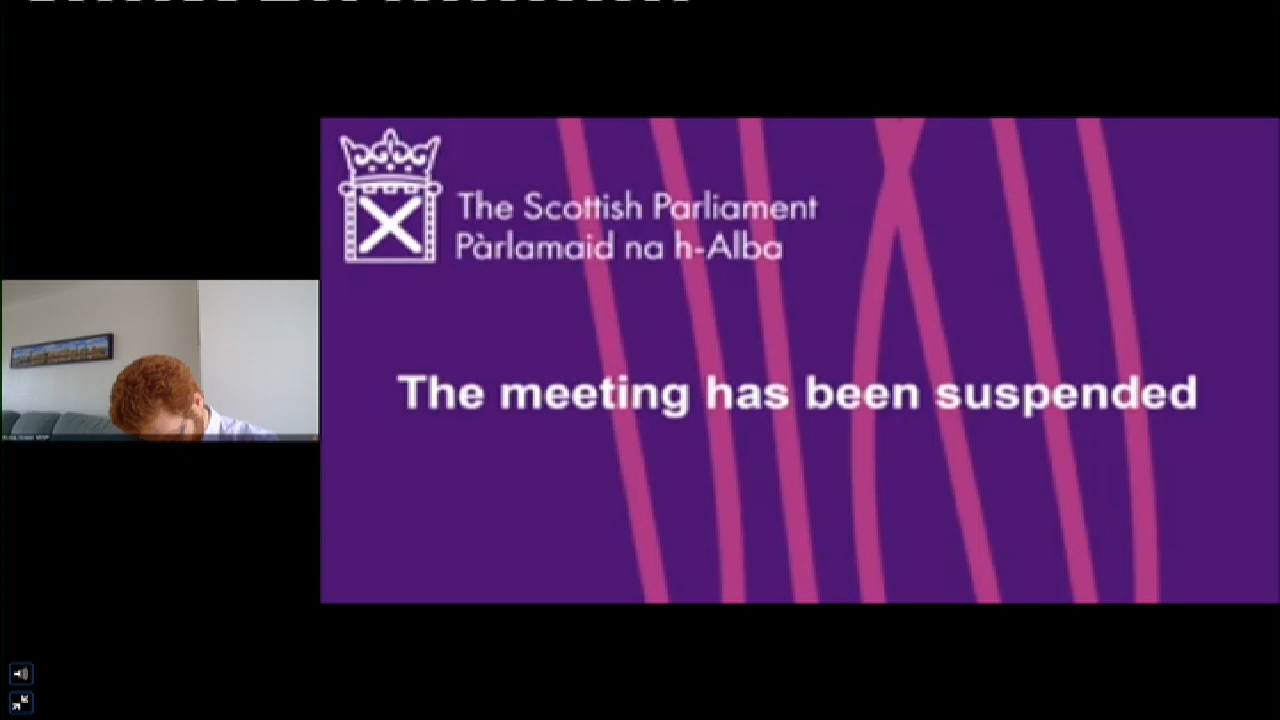 The Scottish Parliament
Pàrlamaid na h-Alba
The meeting has been suspended